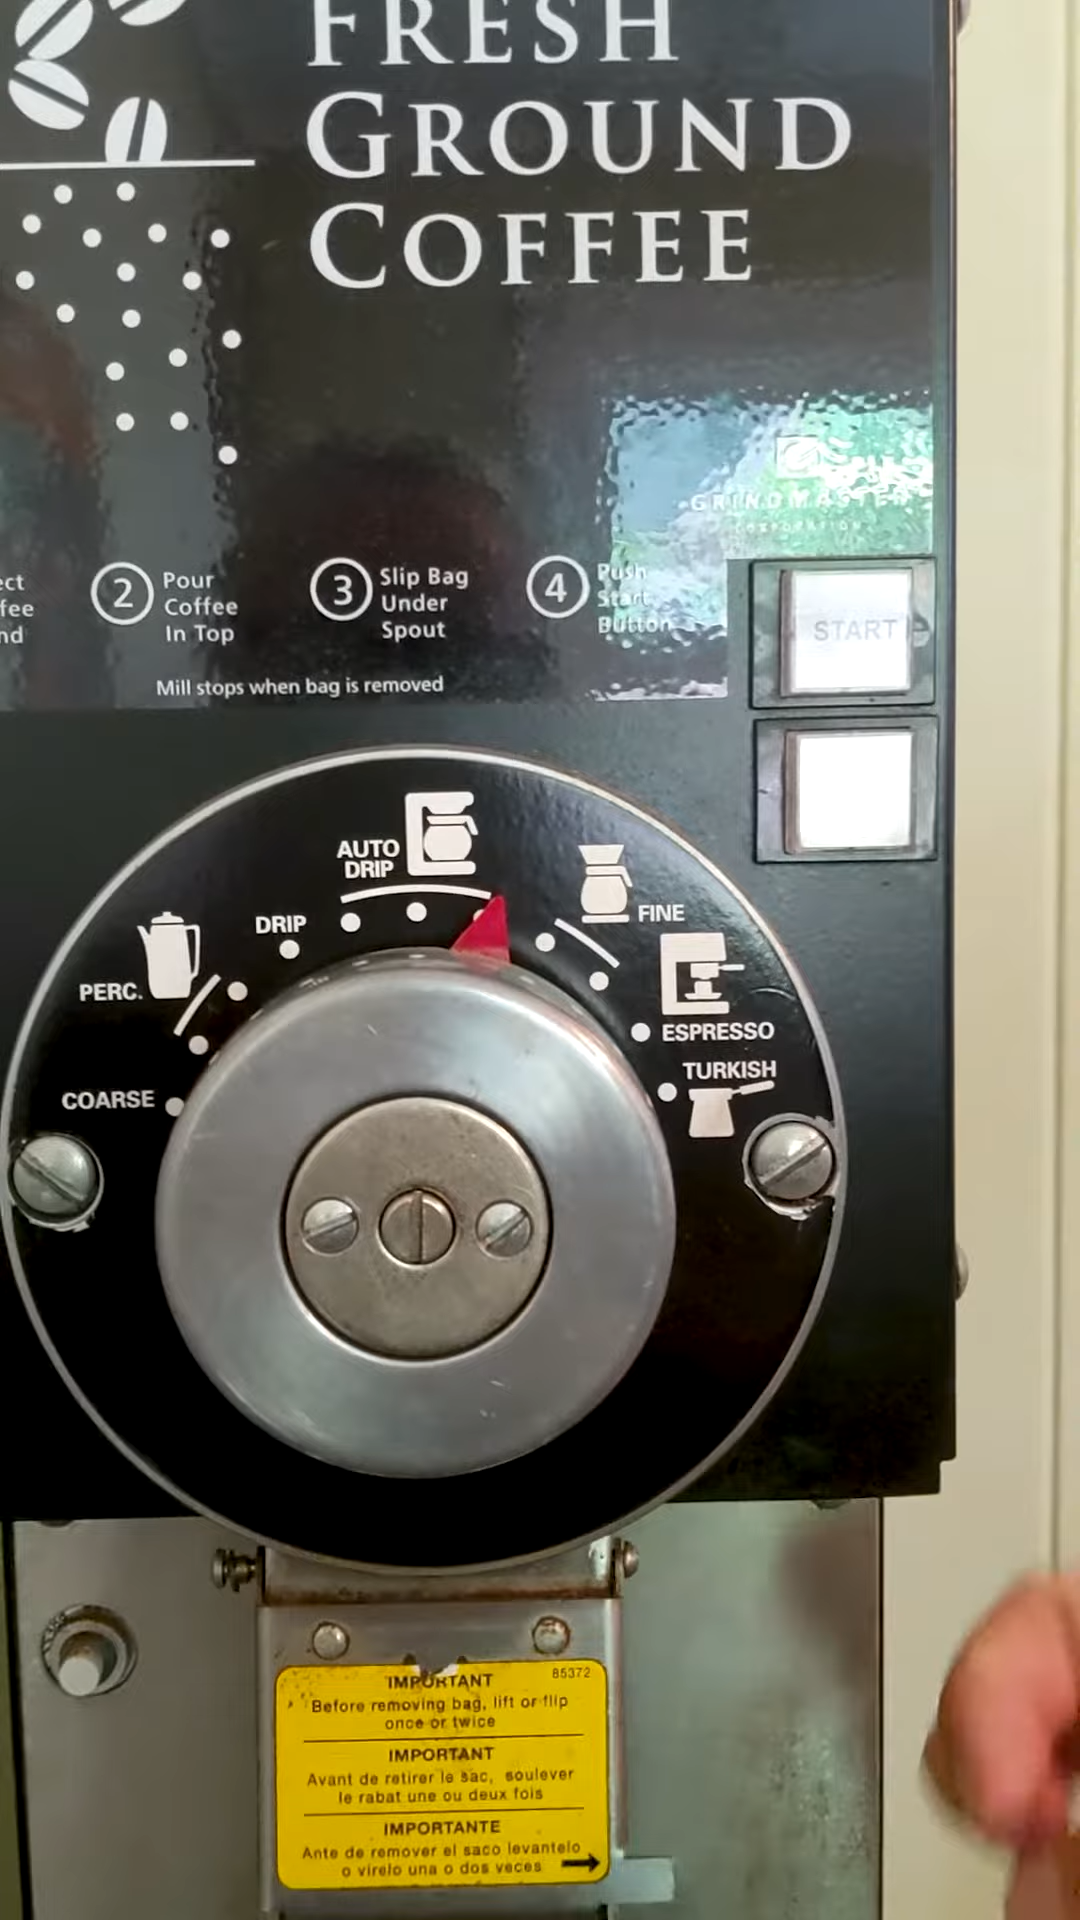 FRESH
GROUND
COFFEE
GRINDMASTER
CORPORATION
2 Pour
Coffee
In Top
3 Slip Bag
Under
Spout
4 Push
Start
Button
Mill stops when bag is removed
START
AUTO
DRIP
DRIP
PERC.
COARSE
FINE
ESPRESSO
TURKISH
85372
IMPORTANT
Before removing bag, lift or flip
once or twice
IMPORTANT
Avant de retirer le sac, soulever
le rabat une ou deux fois
IMPORTANTE
Ante de remover el saco levantelo
o virelo una o dos veces